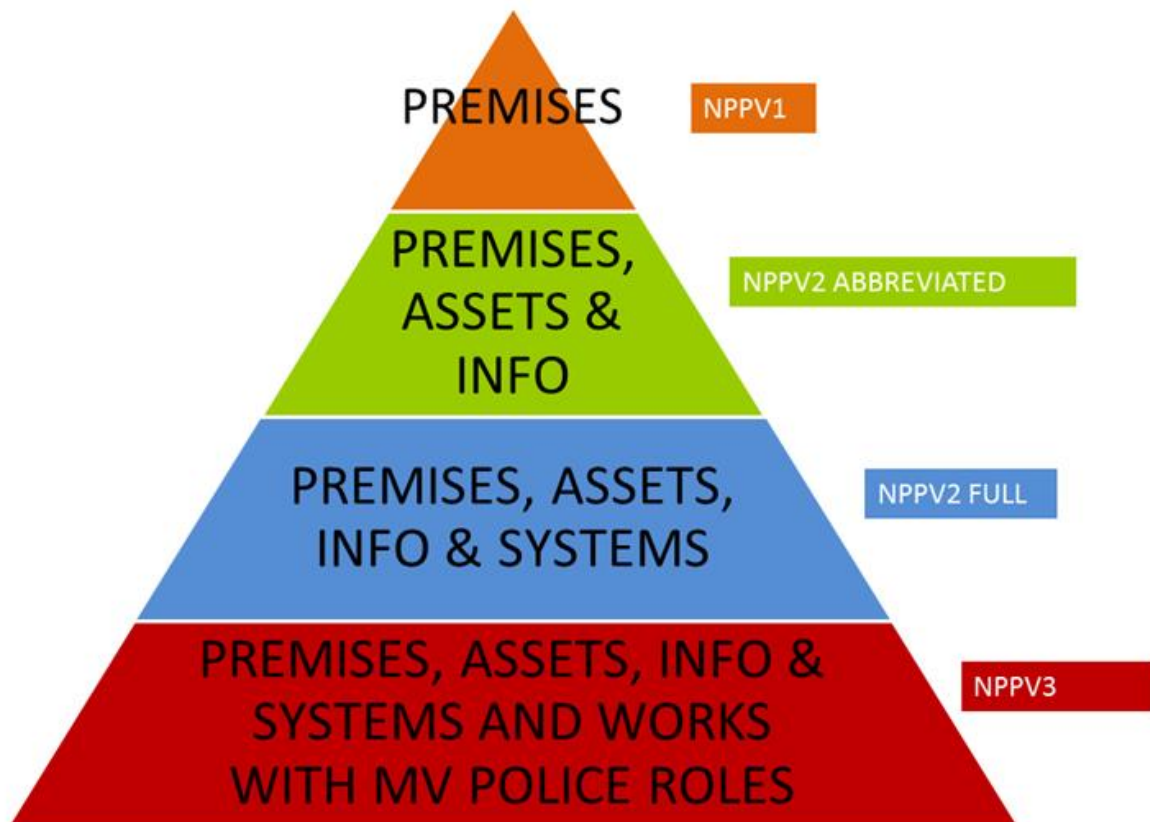 PREMISES
NPPV1
PREMISES,
ASSETS &
INFO
NPPV2 ABBREVIATED
PREMISES, ASSETS,
INFO & SYSTEMS
NPPV2 FULL
PREMISES, ASSETS, INFO &
SYSTEMS AND WORKS
WITH MV POLICE ROLES
NPPV3